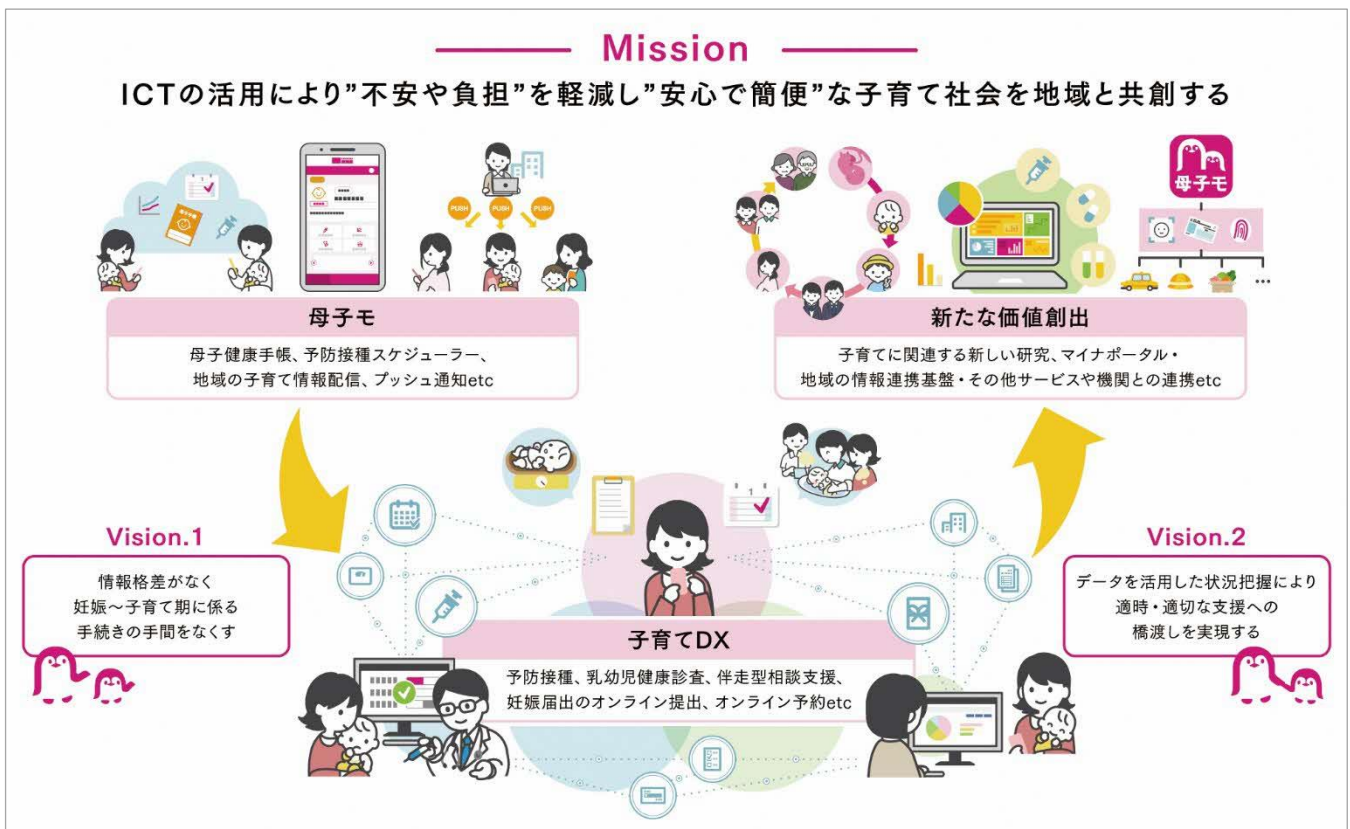 Mission
ICTの活用により”不安や負担”を軽減し”安心で簡便”な子育て社会を地域と共創する
PUSH
PUSH
PUSH
母子モ
母子モ
母子健康手帳、予防接種スケジューラー、
地域の子育て情報配信、プッシュ通知etc
新たな価値創出
子育てに関連する新しい研究、マイナポータル・
地域の情報連携基盤・その他サービスや機関との連携etc
Vision.1
情報格差がなく
妊娠～子育て期に係る
手続きの手間をなくす
Vision.2
データを活用した状況把握により
適時・適切な支援への
橋渡しを実現する
1
子育てDX
予防接種、乳幼児健康診査、伴走型相談支援、
妊娠届出のオンライン提出、オンライン予約etc